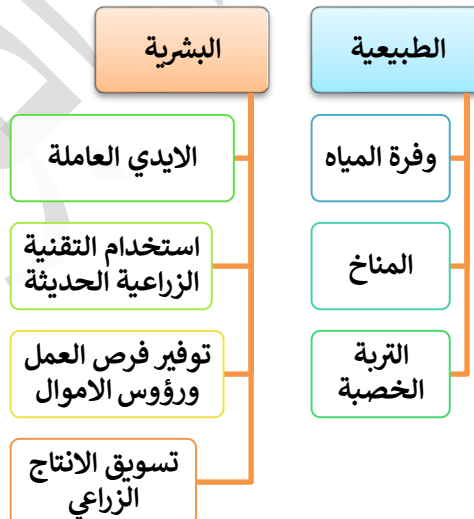 الطبيعية
وفرة المياه
المناخ
التربة
الخصبة
البشرية
الايدي العاملة
استخدام التقنية
الزراعية الحديثة
توفير فرص العمل
ورؤوس الاموال
تسويق الانتاج
الزراعي